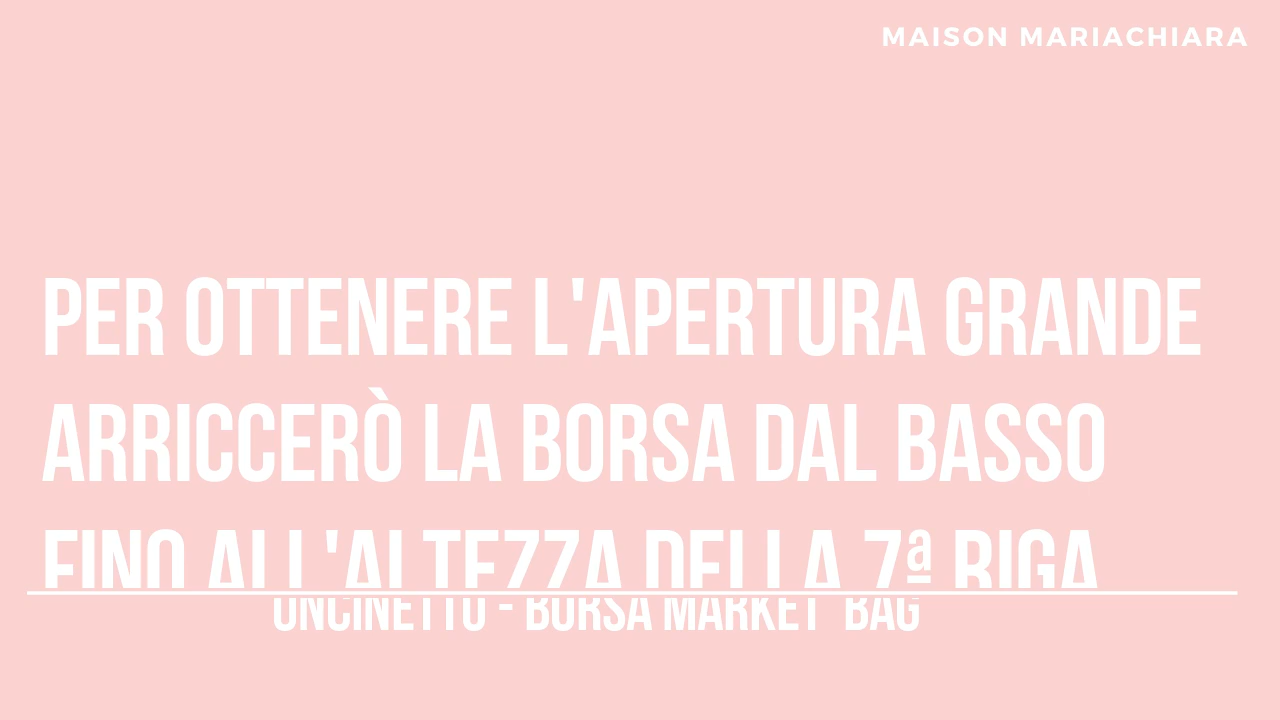 MAISON MARIACHIARA
PER OTTENERE L'APERTURA GRANDE
ARRICCERÒ LA BORSA DAL BASSO
FINO ALL'ALTEZZA DELLA 7ª RIGA
UNCINETTO - BORSA MARKET BAG